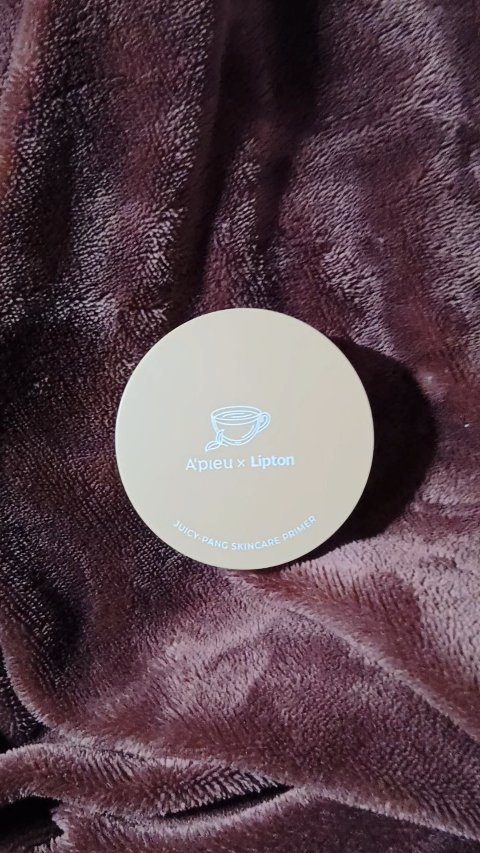 A'pieu × Lipton
JUICY-PANG SKINCARE PRIMER